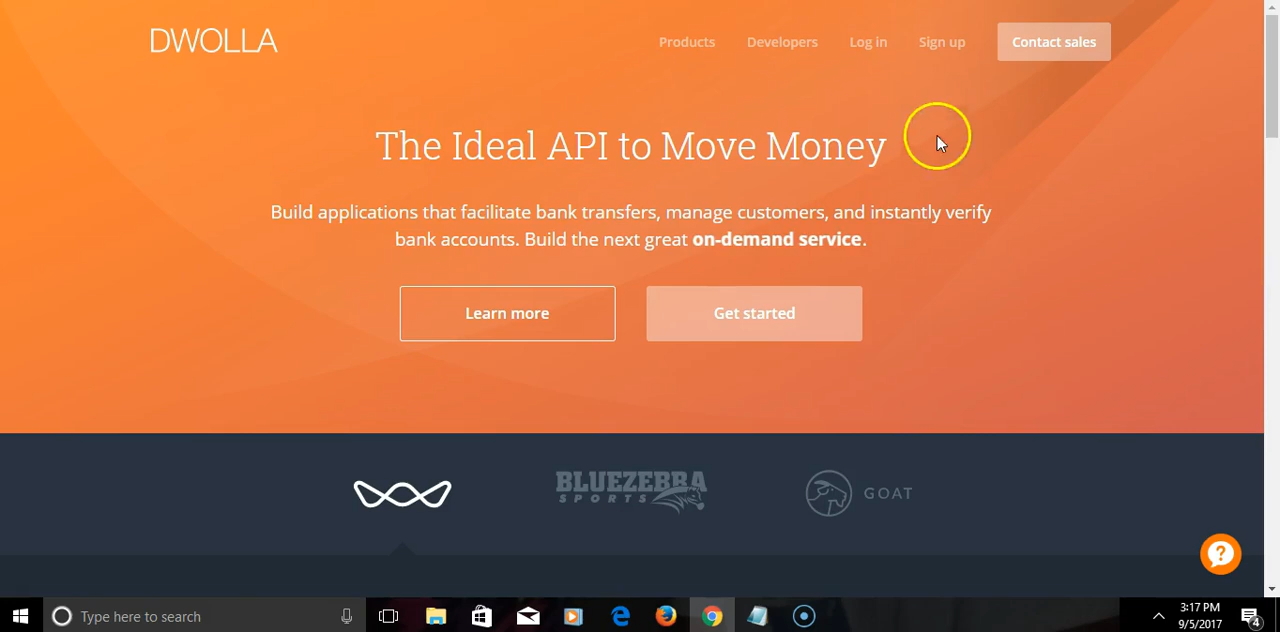 DWOLLA
Products Developers Log in Sign up Contact sales
The Ideal API to Move Money
Build applications that facilitate bank transfers, manage customers, and instantly verify
bank accounts. Build the next great on-demand service.
Learn more Get started
BLUEZEBRA
SPORTS
GOAT
?
Type here to search
3:17 PM
9/5/2017
4